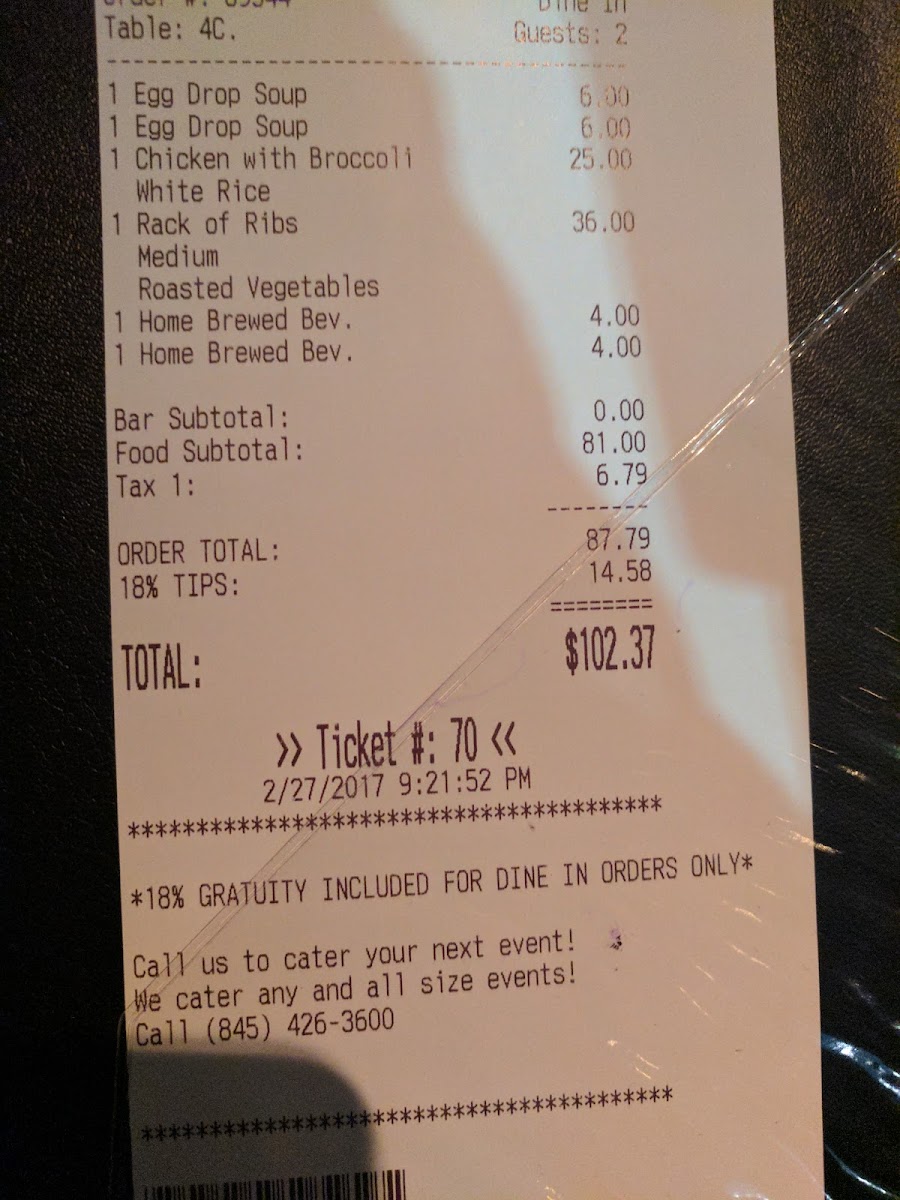 Order #: 69344
Dine In
Table: 4C.
Guests: 2
--------------------------------------
1 Egg Drop Soup 6.00
1 Egg Drop Soup 6.00
1 Chicken with Broccoli 25.00
White Rice
1 Rack of Ribs 36.00
Medium
Roasted Vegetables
1 Home Brewed Bev. 4.00
1 Home Brewed Bev. 4.00
Bar Subtotal: 0.00
Food Subtotal: 81.00
Tax 1: 6.79
--------
ORDER TOTAL: 87.79
18% TIPS: 14.58
========
TOTAL: $102.37
>> Ticket #: 70 <<
2/27/2017 9:21:52 PM
****************************************
*18% GRATUITY INCLUDED FOR DINE IN ORDERS ONLY*
Call us to cater your next event!
We cater any and all size events!
Call (845) 426-3600
****************************************